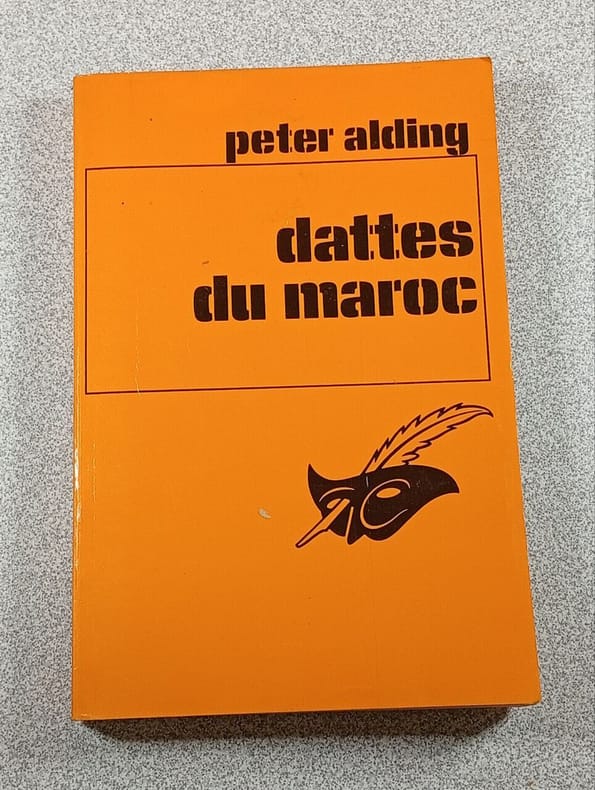 peter alding
dattes
du maroc